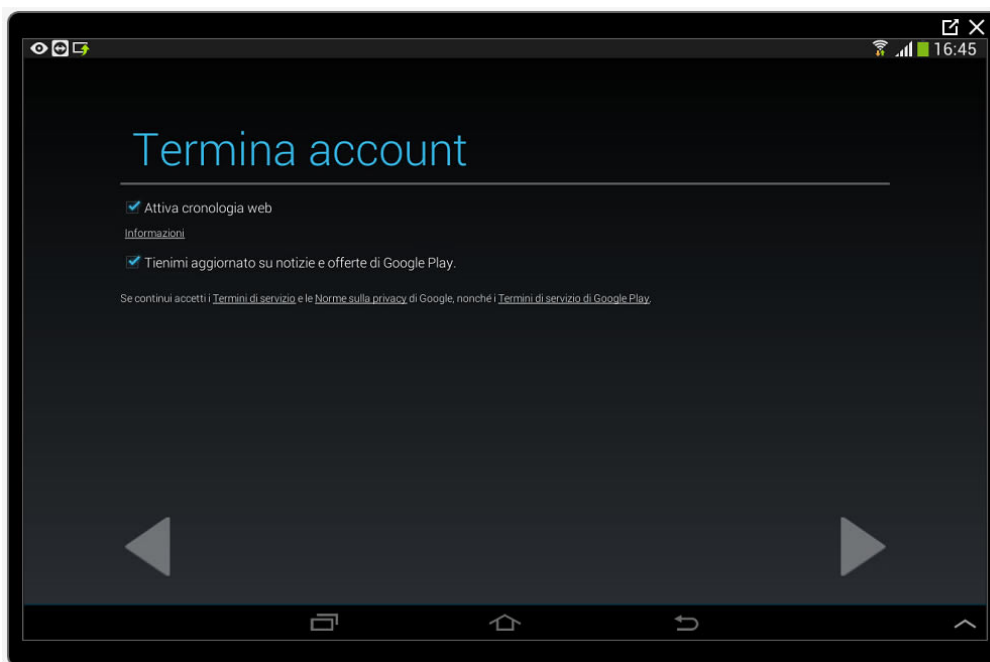 16:45
Termina account
Attiva cronologia web
Informazioni
Tienimi aggiornato su notizie e offerte di Google Play.
Se continui accetti i Termini di servizio e le Norme sulla privacy di Google, nonché i Termini di servizio di Google Play.